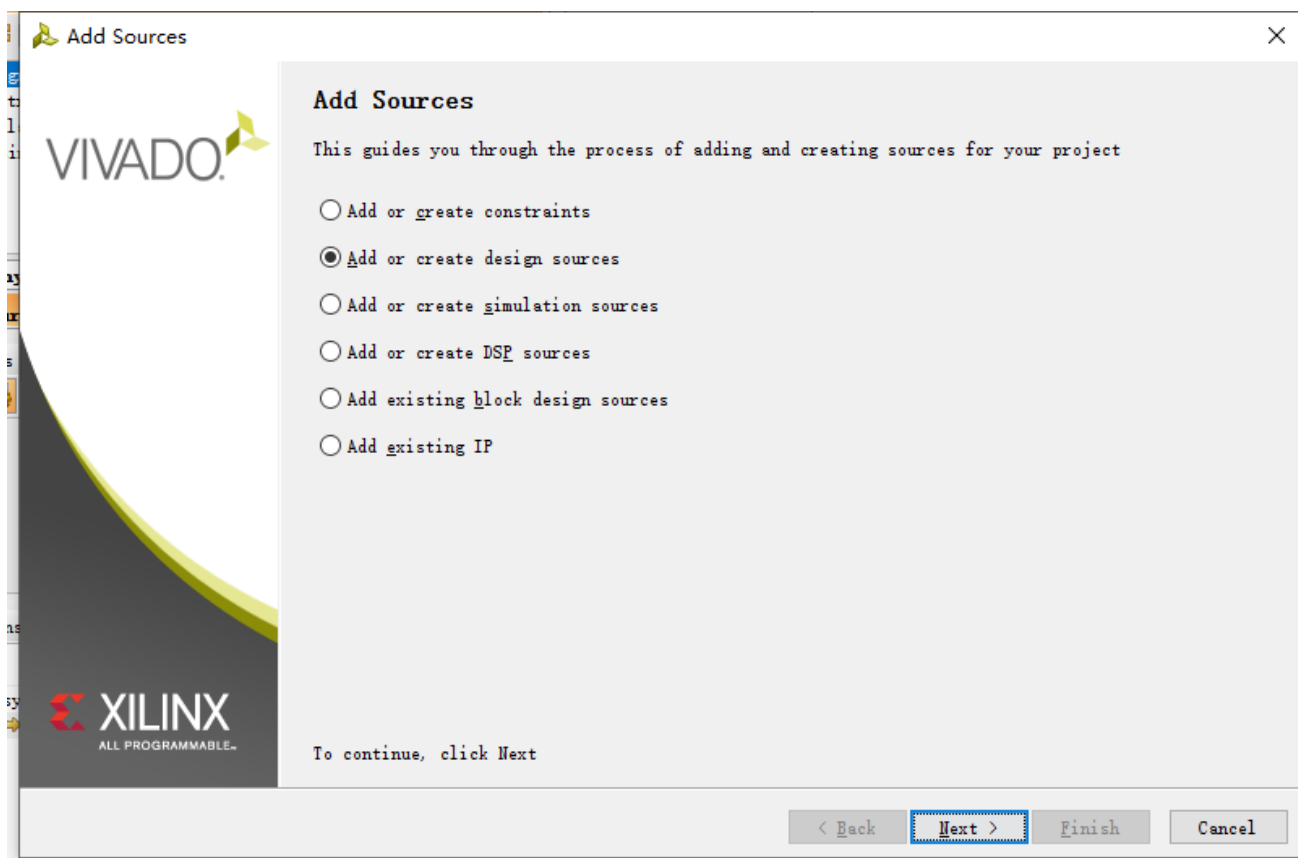 Add Sources
VIVADO.
Add Sources
This guides you through the process of adding and creating sources for your project
Add or create constraints
Add or create design sources
Add or create simulation sources
Add or create DSP sources
Add existing block design sources
Add existing IP
XILINX
ALL PROGRAMMABLE™
To continue, click Next
< Back
Next >
Finish
Cancel